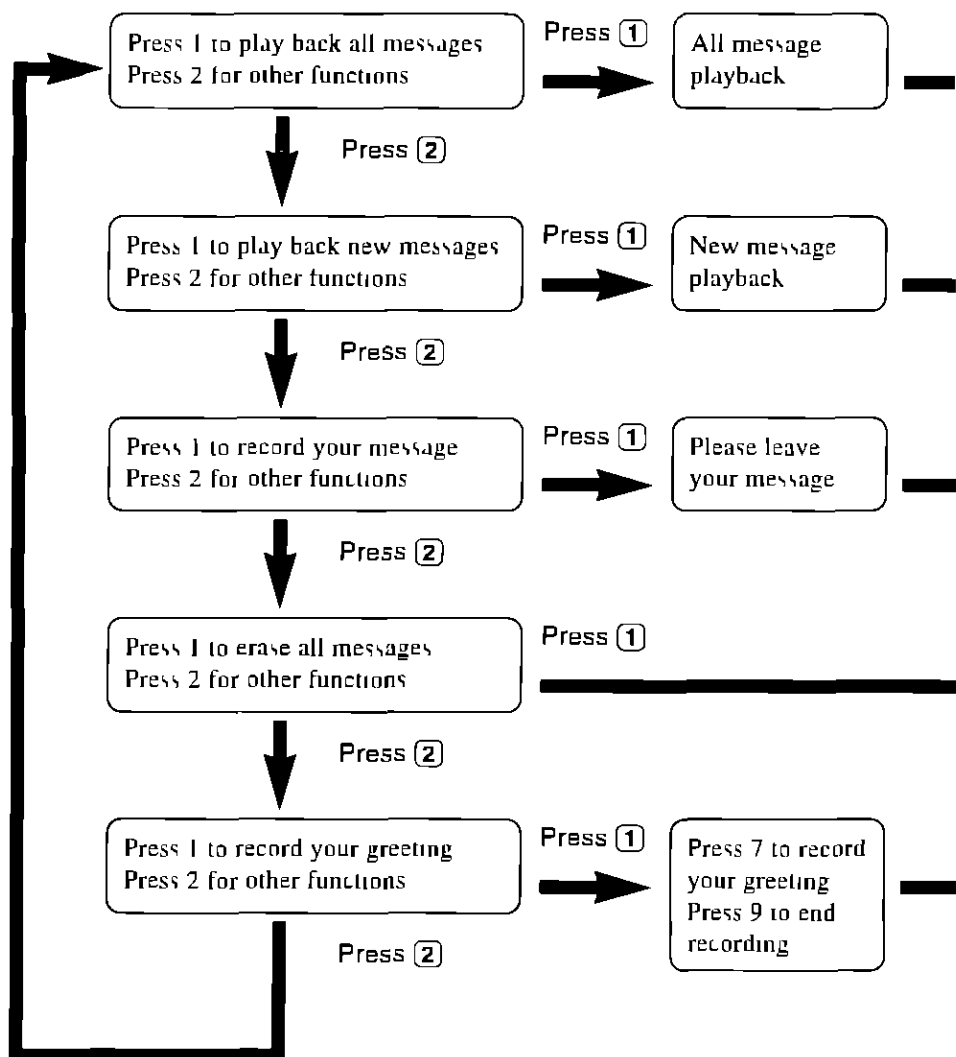 Press 1 to play back all messages
Press 2 for other functions
Press 1
All message
playback
Press 2
Press 1 to play back new messages
Press 2 for other functions
Press 1
New message
playback
Press 2
Press 1 to record your message
Press 2 for other functions
Press 1
Please leave
your message
Press 2
Press 1 to erase all messages
Press 2 for other functions
Press 1
Press 2
Press 1 to record your greeting
Press 2 for other functions
Press 1
Press 7 to record
your greeting
Press 9 to end
recording
Press 2